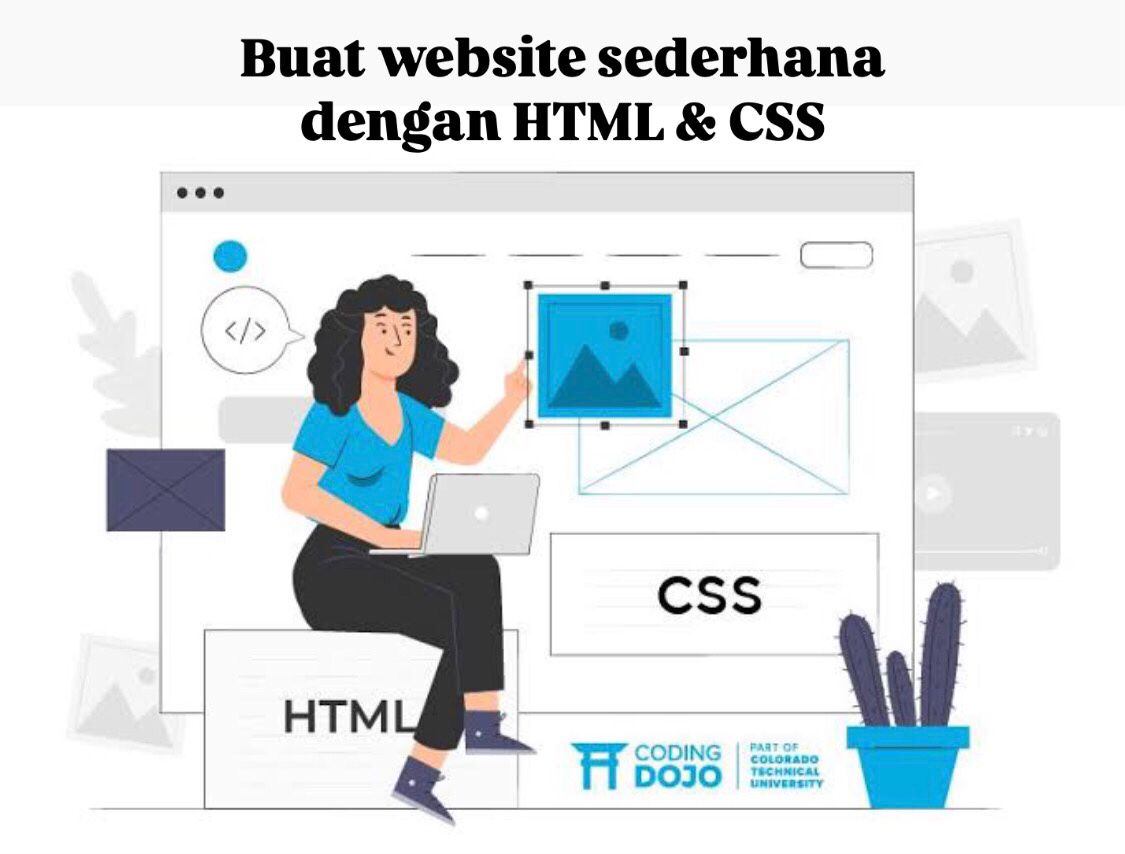 Buat website sederhana
dengan HTML & CSS
</>
CSS
HTML
CODING
DOJO
PART OF
COLORADO
TECHNICAL
UNIVERSITY